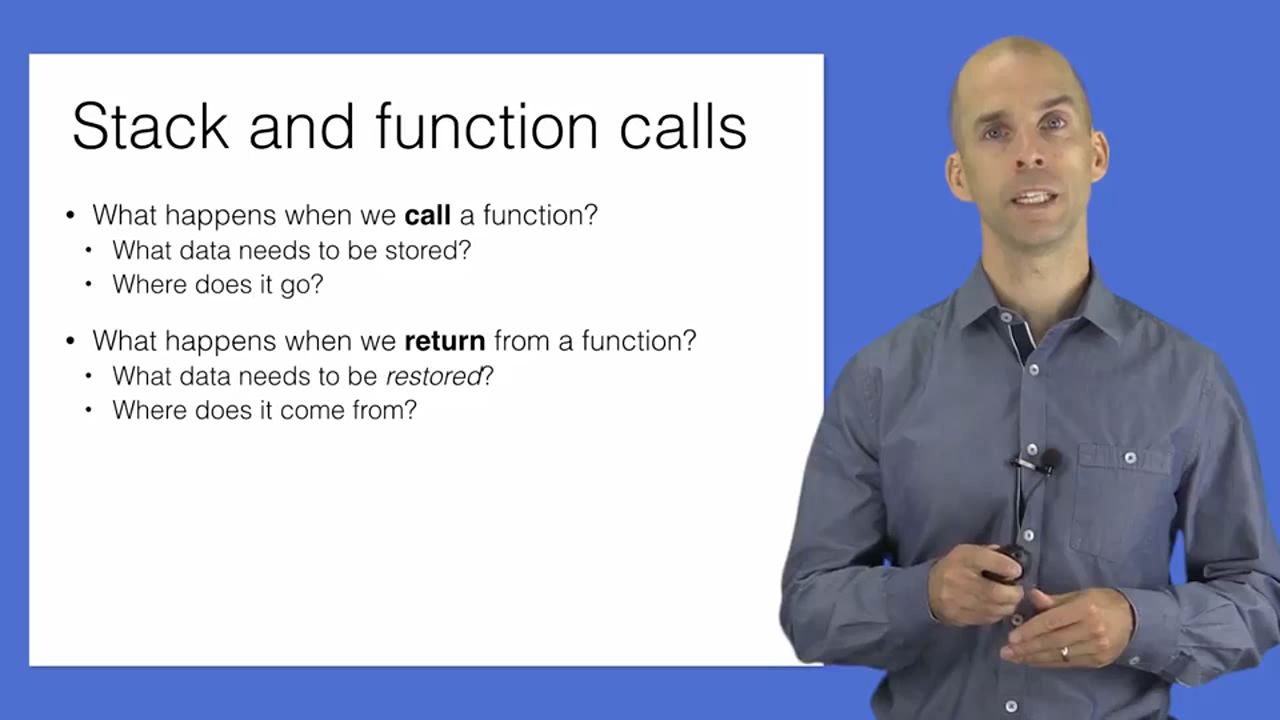 Stack and function calls
• What happens when we call a function?
• What data needs to be stored?
• Where does it go?
• What happens when we return from a function?
• What data needs to be restored?
• Where does it come from?